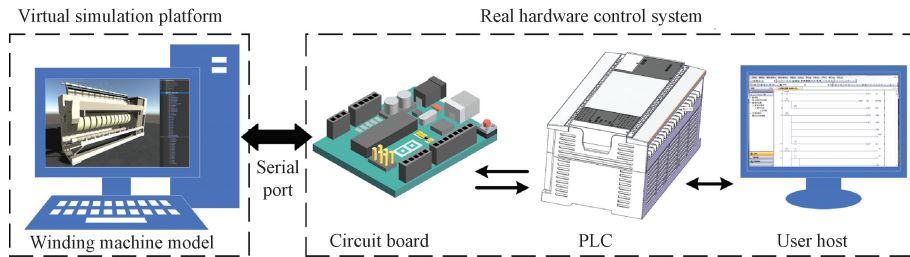 Virtual simulation platform
Real hardware control system
Serial
port
Winding machine model
Circuit board
PLC
User host